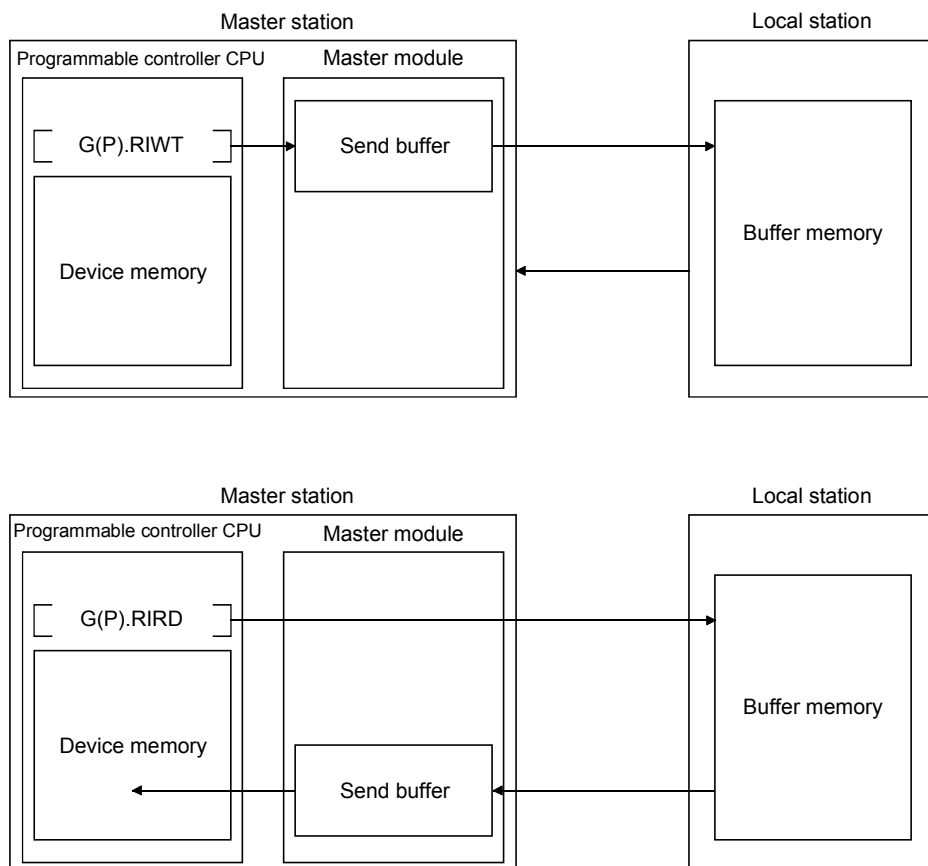 Master station
Local station
Programmable controller CPU
Master module
G(P).RIWT
Send buffer
Device memory
Buffer memory
Master station
Local station
Programmable controller CPU
Master module
G(P).RIRD
Buffer memory
Device memory
Send buffer